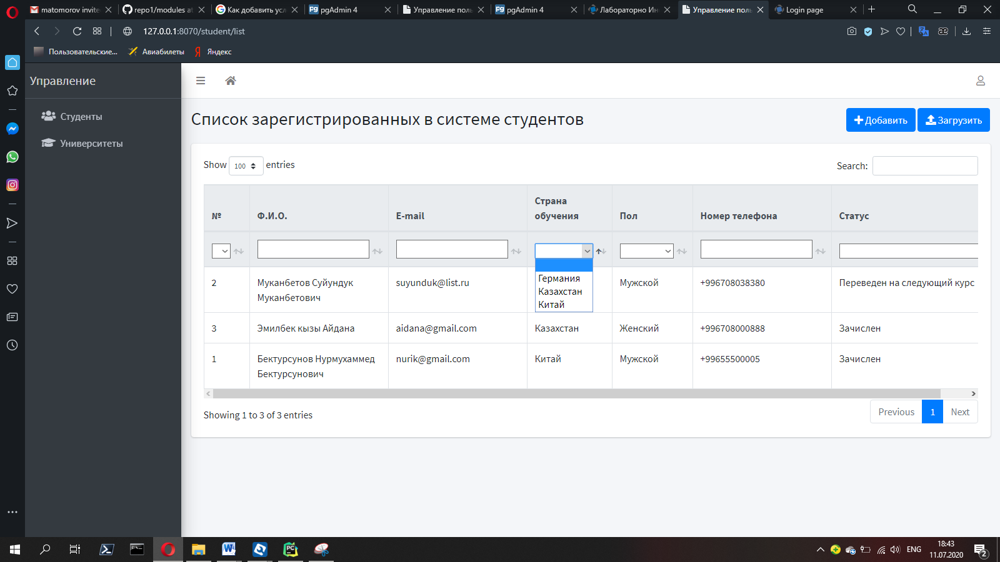 matomorov invite
repo1/modules at
Как добавить усл
pgAdmin 4
Управление поль
pgAdmin 4
Лабораторно Ин
Управление поль
Login page
127.0.0.1:8070/student/list
Пользовательские...
Авиабилеты
Яндекс
Управление
Студенты
Университеты
Список зарегистрированных в системе студентов
Добавить
Загрузить
Show 100 entries
Search:
№
Ф.И.О.
E-mail
Страна
обучения
Пол
Номер телефона
Статус
Германия
Казахстан
Китай
2
Муканбетов Суйундук
Муканбетович
suyunduk@list.ru
Мужской
+996708038380
Переведен на следующий курс
3
Эмилбек кызы Айдана
aidana@gmail.com
Казахстан
Женский
+996708000888
Зачислен
1
Бектурсунов Нурмухаммед
Бектурсунович
nurik@gmail.com
Китай
Мужской
+99655500005
Зачислен
Showing 1 to 3 of 3 entries
Previous 1 Next
ENG
18:43
11.07.2020
2